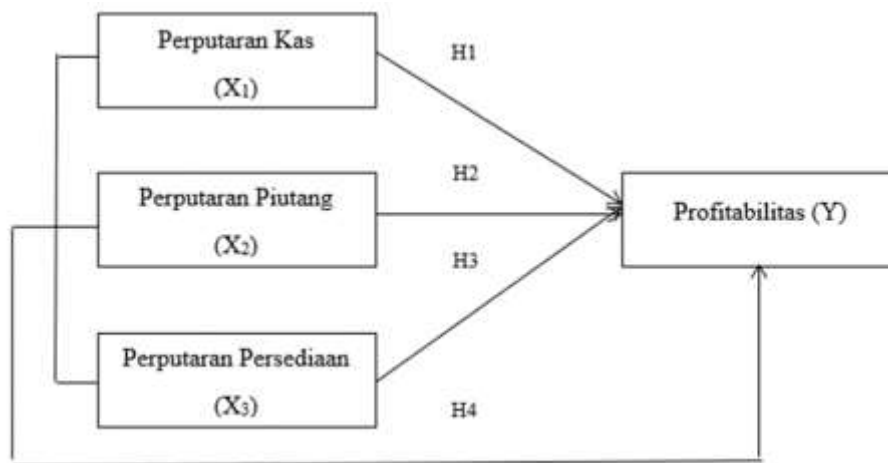 Perputaran Kas
(X₁)
H1
Perputaran Piutang
(X₂)
H2
Profitabilitas (Y)
H3
Perputaran Persediaan
(X₃)
H4